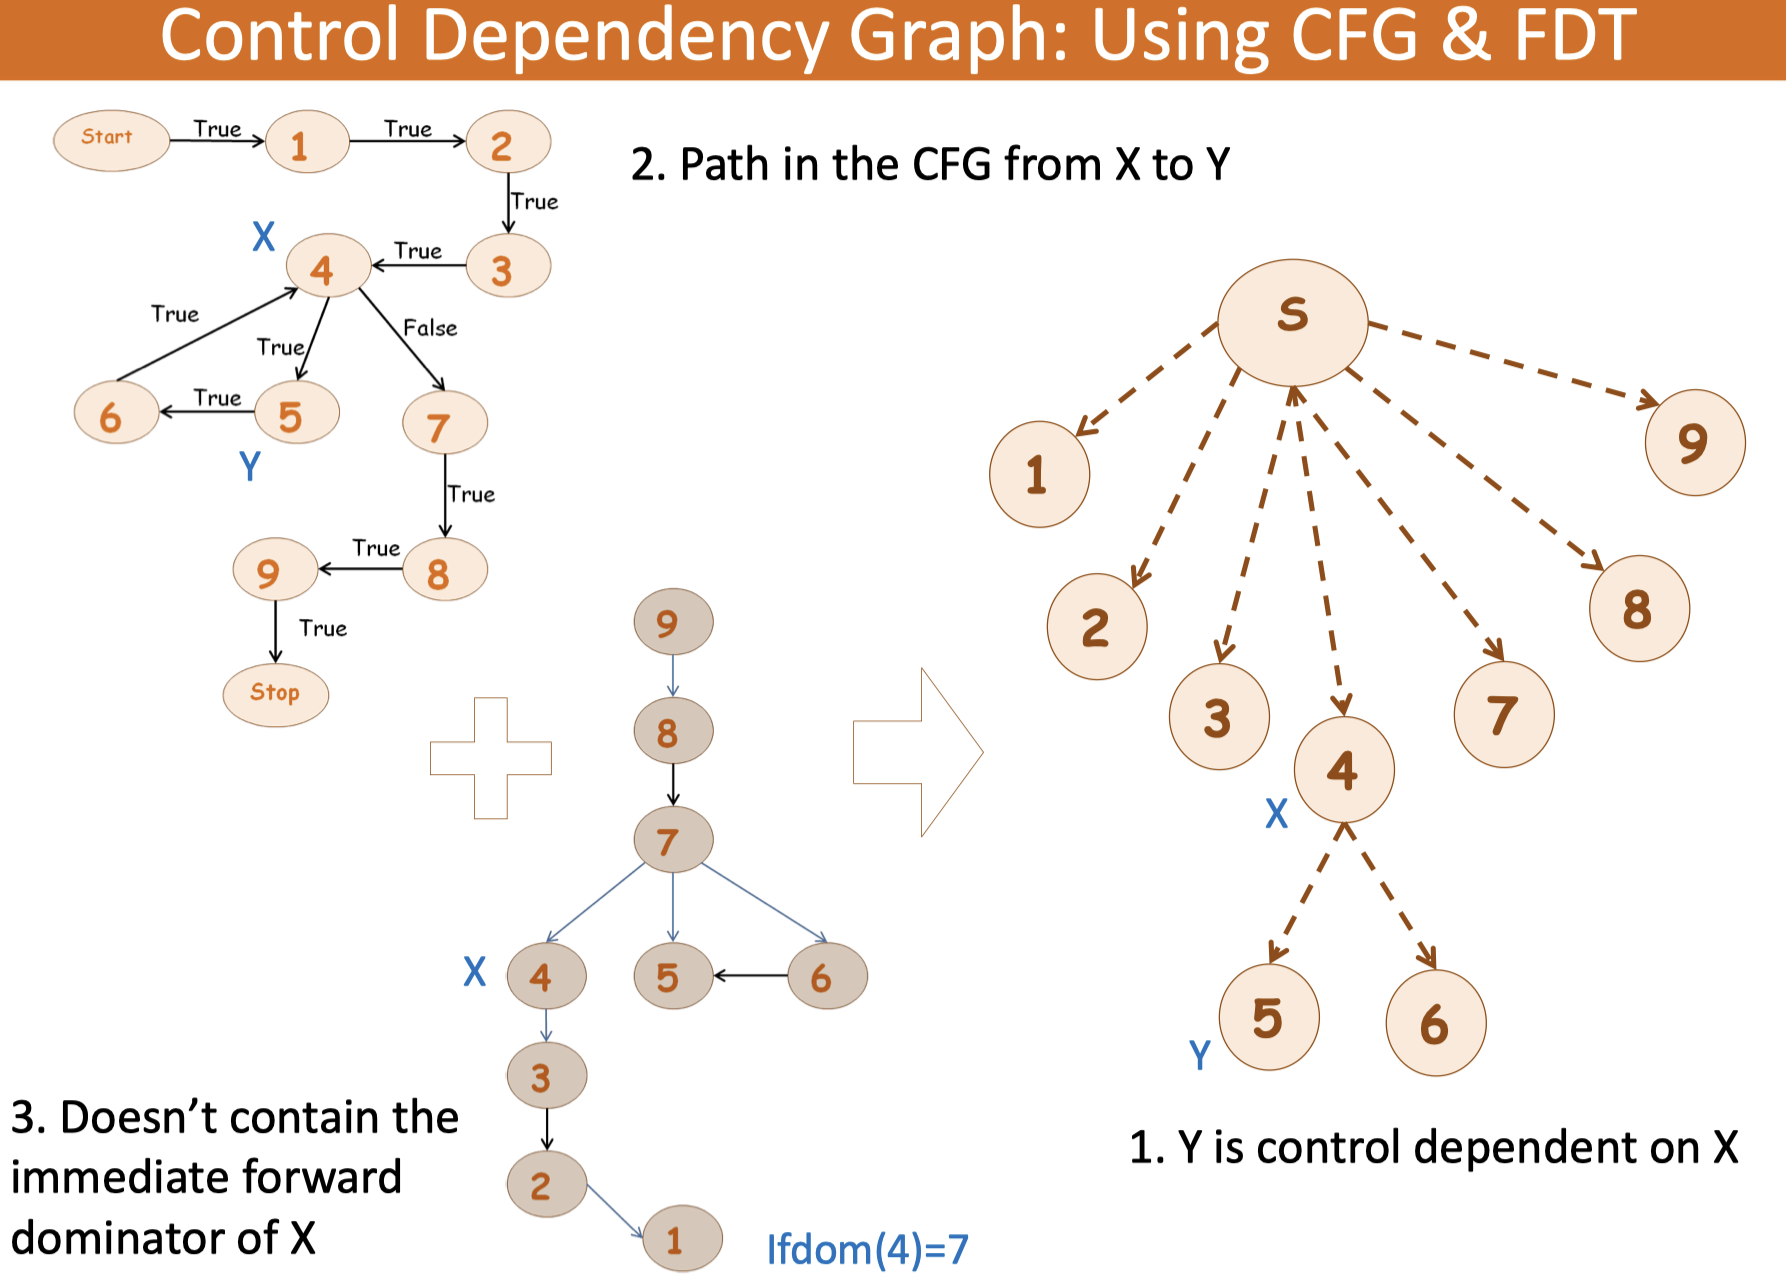 Control Dependency Graph: Using CFG & FDT
Start
True
1
True
2
2. Path in the CFG from X to Y
True
X
4
True
3
True
True
False
6
True
5
7
Y
True
9
True
8
True
Stop
9
8
7
X
4
5
6
3
2
1
Ifdom(4)=7
3. Doesn’t contain the
immediate forward
dominator of X
S
1
2
3
4
7
8
9
X
5
6
Y
1. Y is control dependent on X